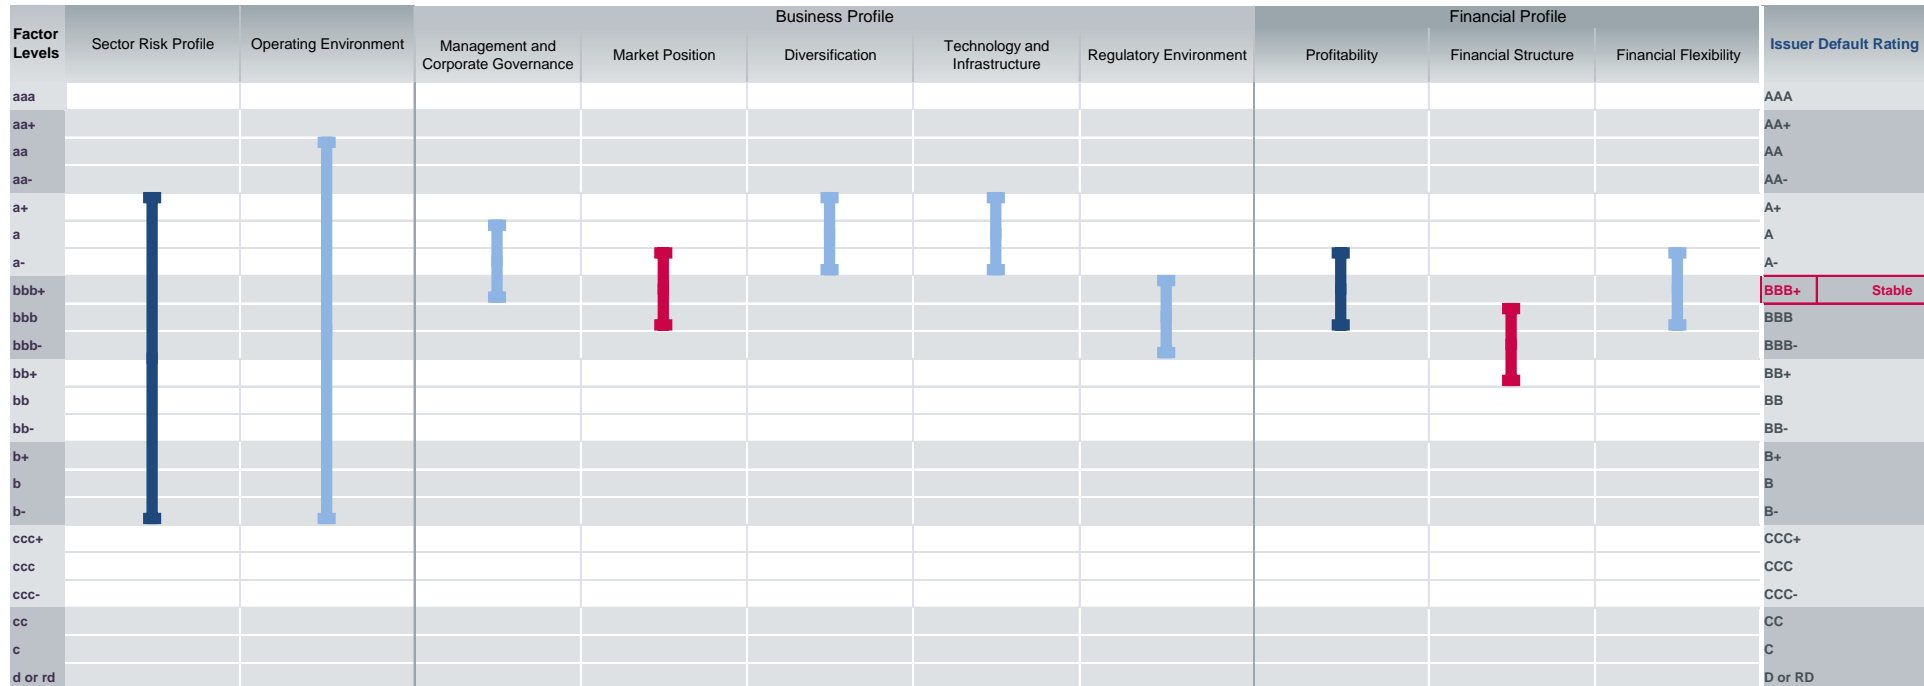 Business Profile
Financial Profile
Factor
Levels
Sector Risk Profile
Operating Environment
Management and
Corporate Governance
Market Position
Diversification
Technology and
Infrastructure
Regulatory Environment
Profitability
Financial Structure
Financial Flexibility
Issuer Default Rating
aaa AAA
aa+ AA+
aa AA
aa- AA-
a+ A+
a A
a- A-
bbb+ BBB+ Stable
bbb BBB
bbb- BBB-
bb+ BB+
bb BB
bb- BB-
b+ B+
b B
b- B-
ccc+ CCC+
ccc CCC
ccc- CCC-
cc CC
c C
d or rd D or RD